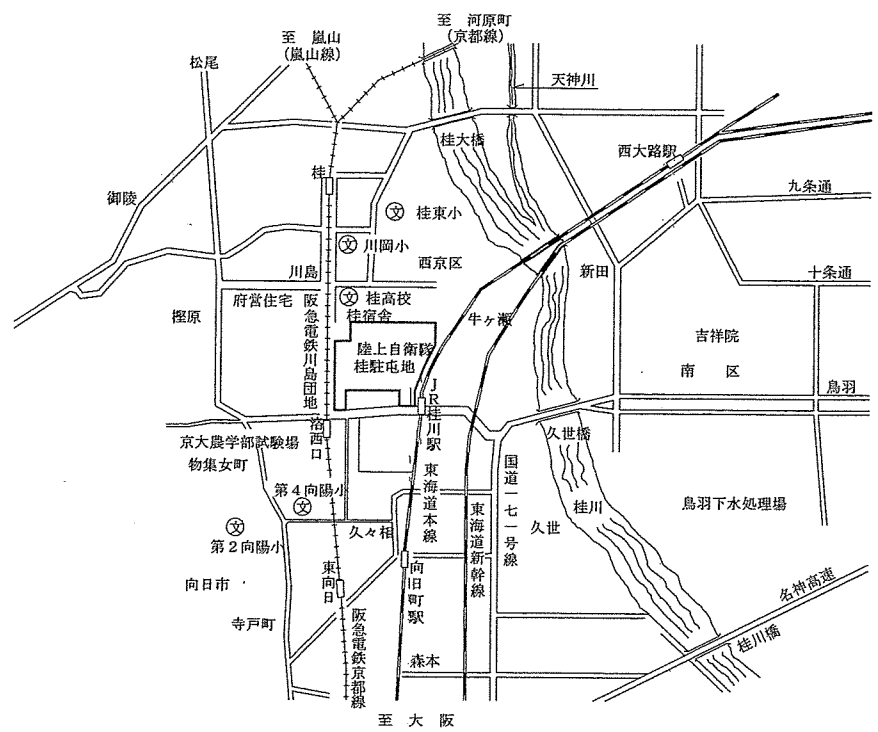 至 河原町
(京都線)
至 嵐山
(嵐山線)
松尾
天神川
桂大橋
西大路駅
桂
御陵
九条通
文 桂東小
文 川岡小
西京区
川島
新田
十条通
府営住宅
文 桂高校
桂宿舎
樫原
阪急電鉄川島団地
牛ヶ瀬
吉祥院
陸上自衛隊
桂駐屯地
南区
鳥羽
JR桂川駅
洛西口
久世橋
京大農学部試験場
物集女町
東海道本線
国道一七一号線
第4向陽小
文
桂川
鳥羽下水処理場
東海道新幹線
久世
文
第2向陽小
久々相
向日市
東向日
向日町駅
名神高速
寺戸町
阪急電鉄京都線
桂川橋
森本
至大阪